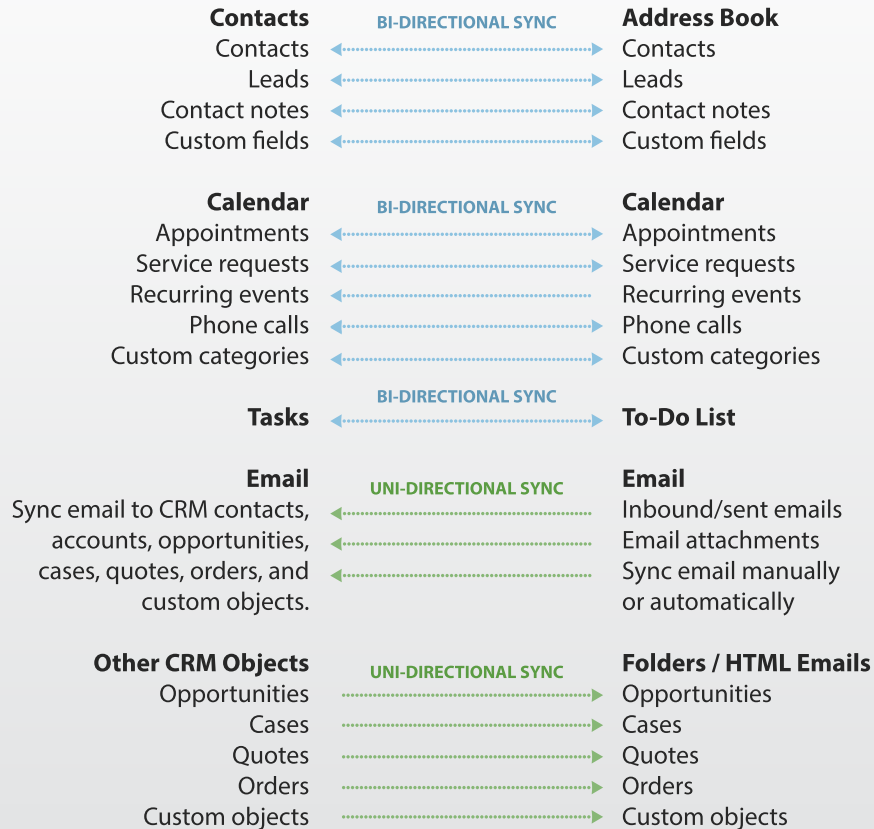 Contacts BI-DIRECTIONAL SYNC Address Book
Contacts Contacts
Leads Leads
Contact notes Contact notes
Custom fields Custom fields
Calendar BI-DIRECTIONAL SYNC Calendar
Appointments Appointments
Service requests Service requests
Recurring events Recurring events
Phone calls Phone calls
Custom categories Custom categories
BI-DIRECTIONAL SYNC
Tasks To-Do List
Email UNI-DIRECTIONAL SYNC Email
Sync email to CRM contacts, Inbound/sent emails
accounts, opportunities, Email attachments
cases, quotes, orders, and Sync email manually
custom objects. or automatically
Other CRM Objects UNI-DIRECTIONAL SYNC Folders / HTML Emails
Opportunities Opportunities
Cases Cases
Quotes Quotes
Orders Orders
Custom objects Custom objects